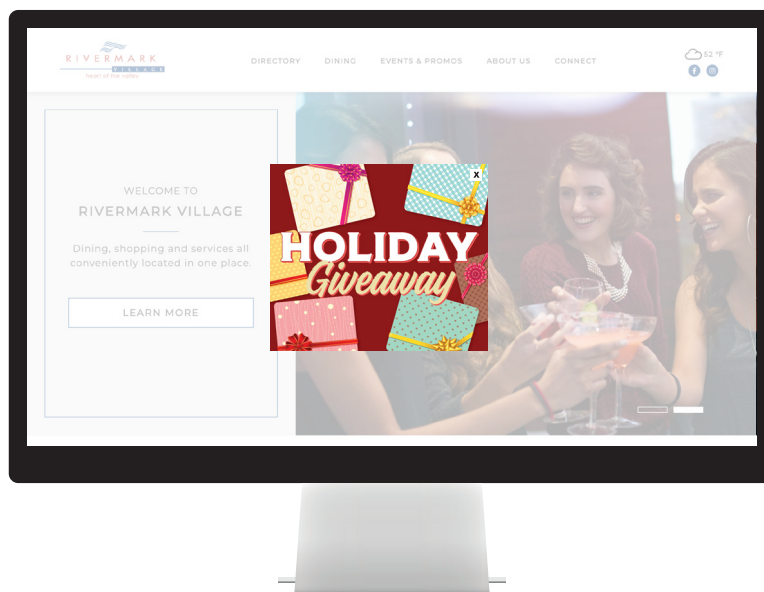 RIVERMARK
VILLAGE
heart of the valley
DIRECTORY
DINING
EVENTS & PROMOS
ABOUT US
CONNECT
52 °F
WELCOME TO
RIVERMARK VILLAGE
Dining, shopping and services all
conveniently located in one place.
LEARN MORE
X
HOLIDAY
Giveaway